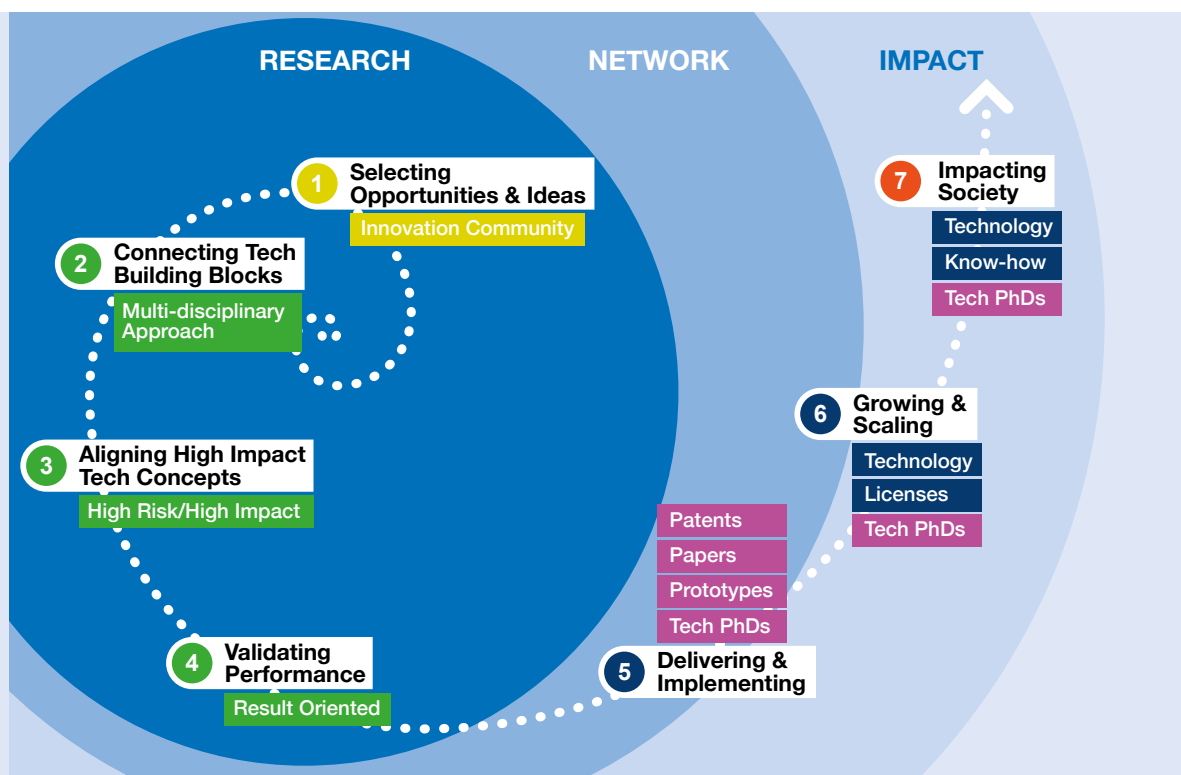 RESEARCH
NETWORK
IMPACT
1
Selecting
Opportunities & Ideas
Innovation Community
2
Connecting Tech
Building Blocks
Multi-disciplinary
Approach
3
Aligning High Impact
Tech Concepts
High Risk/High Impact
4
Validating
Performance
Result Oriented
Patents
Papers
Prototypes
Tech PhDs
5
Delivering &
Implementing
6
Growing &
Scaling
Technology
Licenses
Tech PhDs
7
Impacting
Society
Technology
Know-how
Tech PhDs